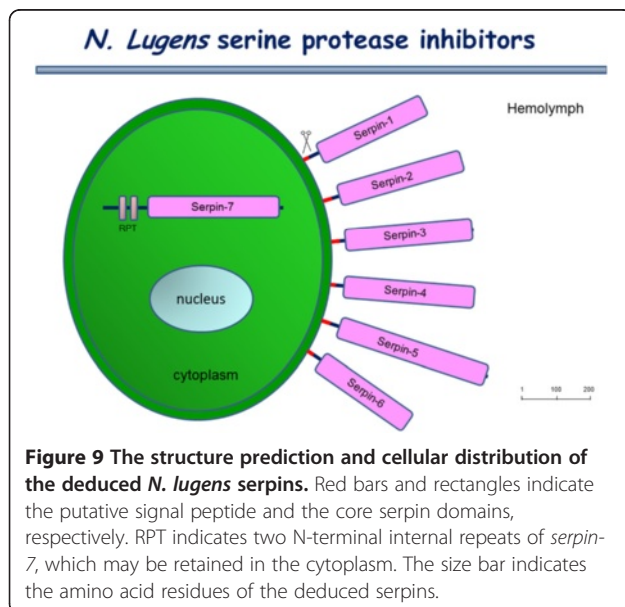 N. Lugens serine protease inhibitors
Hemolymph
Serpin-1
Serpin-2
Serpin-7
RPT
Serpin-3
Serpin-4
nucleus
Serpin-5
cytoplasm
Serpin-6
1 100 200
Figure 9 The structure prediction and cellular distribution of
the deduced N. lugens serpins. Red bars and rectangles indicate
the putative signal peptide and the core serpin domains,
respectively. RPT indicates two N-terminal internal repeats of serpin-
7, which may be retained in the cytoplasm. The size bar indicates
the amino acid residues of the deduced serpins.